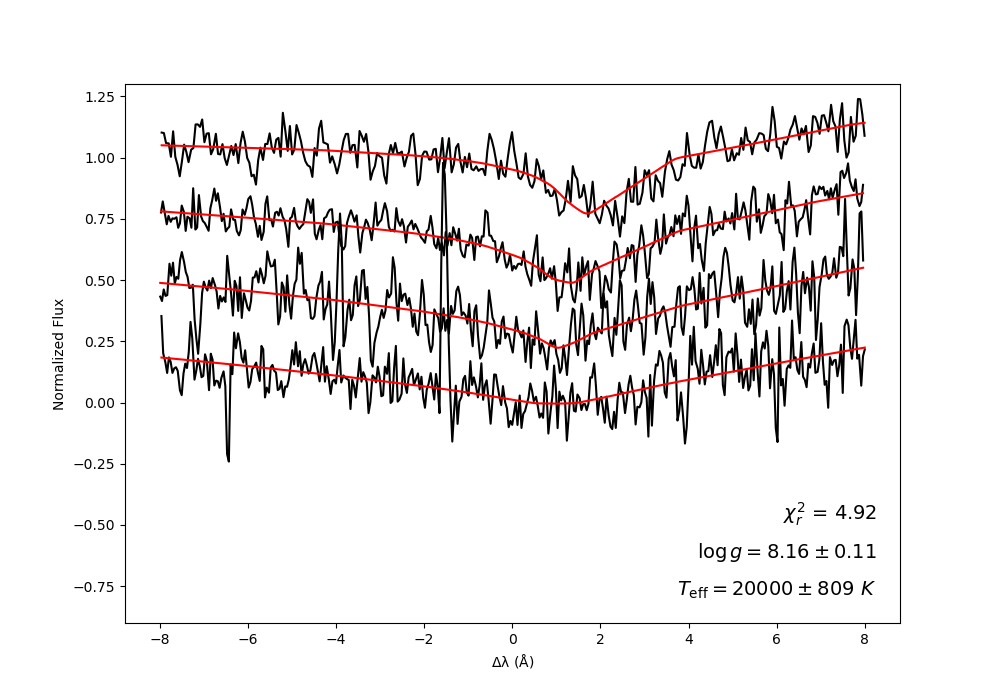 1.25
1.00
0.75
0.50
0.25
0.00
−0.25
−0.50
−0.75
Normalized Flux
χ²ᵣ = 4.92
log g = 8.16 ± 0.11
T_eff = 20000 ± 809 K
−8 −6 −4 −2 0 2 4 6 8
Δλ (Å)